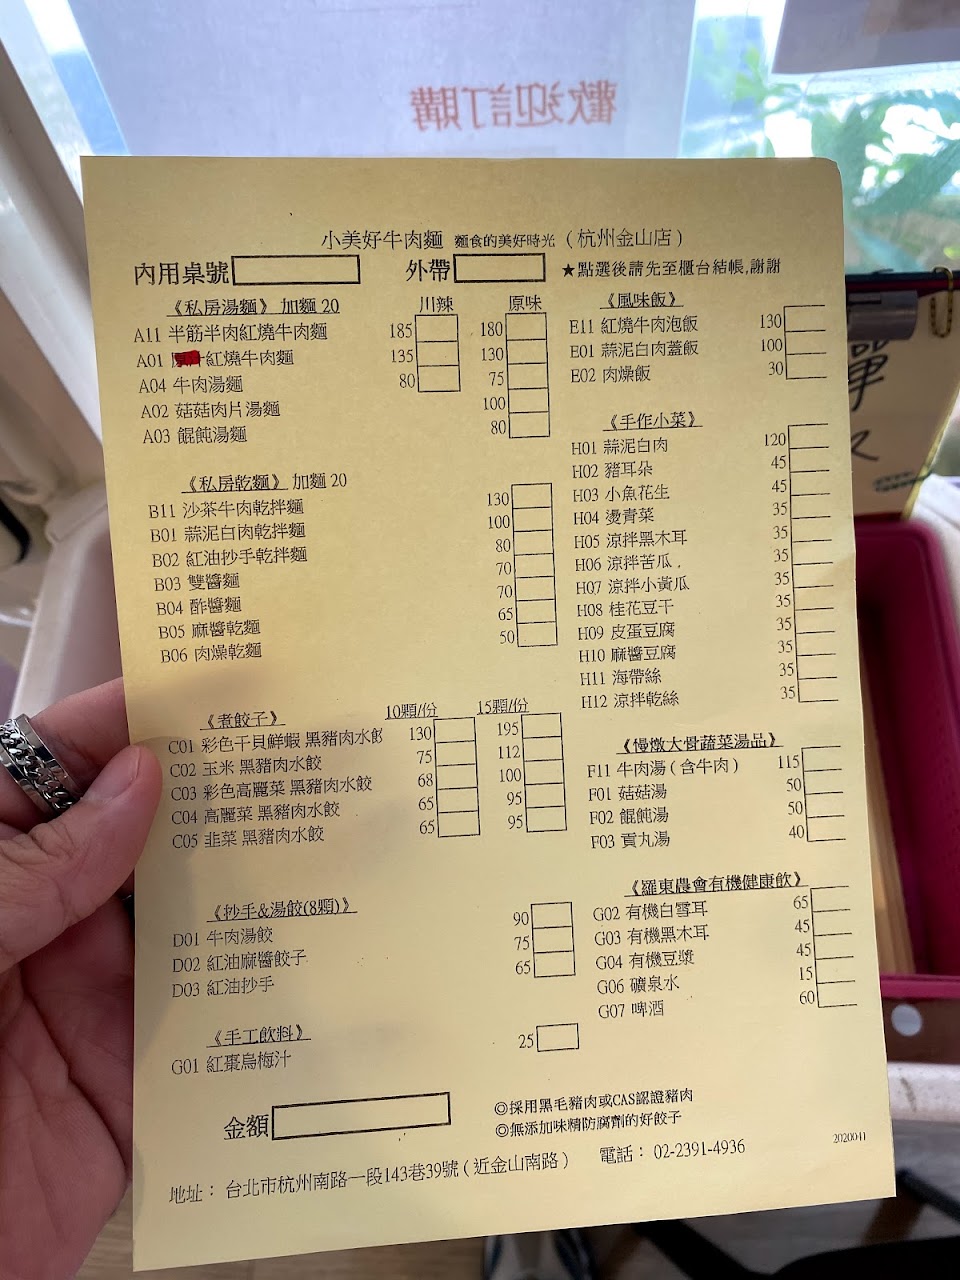 歡迎訂購
小美好牛肉麵 麵食的美好時光 (杭州金山店)
內用桌號 外帶 ★點選後請先至櫃台結帳,謝謝
《私房湯麵》加麵20 川辣 原味
A11 半筋半肉紅燒牛肉麵 185 180
A01 原汁紅燒牛肉麵 135 130
A04 牛肉湯麵 80 75
A02 菇菇肉片湯麵 100
A03 餛飩湯麵 80
《私房乾麵》加麵20
B11 沙茶牛肉乾拌麵 130
B01 蒜泥白肉乾拌麵 100
B02 紅油抄手乾拌麵 80
B03 雙醬麵 70
B04 酢醬麵 70
B05 麻醬乾麵 65
B06 肉燥乾麵 50
《煮餃子》 10顆/份 15顆/份
C01 彩色干貝鮮蝦 黑豬肉水餃 130 195
C02 玉米 黑豬肉水餃 75 112
C03 彩色高麗菜 黑豬肉水餃 68 100
C04 高麗菜 黑豬肉水餃 65 95
C05 韭菜 黑豬肉水餃 65 95
《抄手&湯餃(8顆)》
D01 牛肉湯餃 90
D02 紅油麻醬餃子 75
D03 紅油抄手 65
《手工飲料》
G01 紅棗烏梅汁 25
《風味飯》
E11 紅燒牛肉泡飯 130
E01 蒜泥白肉蓋飯 100
E02 肉燥飯 30
《手作小菜》
H01 蒜泥白肉 120
H02 豬耳朵 45
H03 小魚花生 45
H04 燙青菜 35
H05 涼拌黑木耳 35
H06 涼拌苦瓜 35
H07 涼拌小黃瓜 35
H08 桂花豆干 35
H09 皮蛋豆腐 35
H10 麻醬豆腐 35
H11 海帶絲 35
H12 涼拌乾絲 35
《慢燉大骨蔬菜湯品》
F11 牛肉湯(含牛肉) 115
F01 菇菇湯 50
F02 餛飩湯 50
F03 貢丸湯 40
《羅東農會有機健康飲》
G02 有機白雪耳 65
G03 有機黑木耳 45
G04 有機豆漿 45
G06 礦泉水 15
G07 啤酒 60
金額
◎採用黑毛豬肉或CAS認證豬肉
◎無添加味精防腐劑的好餃子
2020041
地址： 台北市杭州南路一段143巷39號(近金山南路) 電話： 02-2391-4936